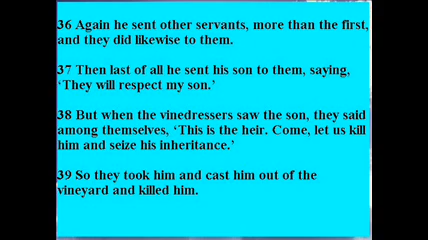 36 Again he sent other servants, more than the first,
and they did likewise to them.
37 Then last of all he sent his son to them, saying,
‘They will respect my son.’
38 But when the vinedressers saw the son, they said
among themselves, ‘This is the heir. Come, let us kill
him and seize his inheritance.’
39 So they took him and cast him out of the
vineyard and killed him.